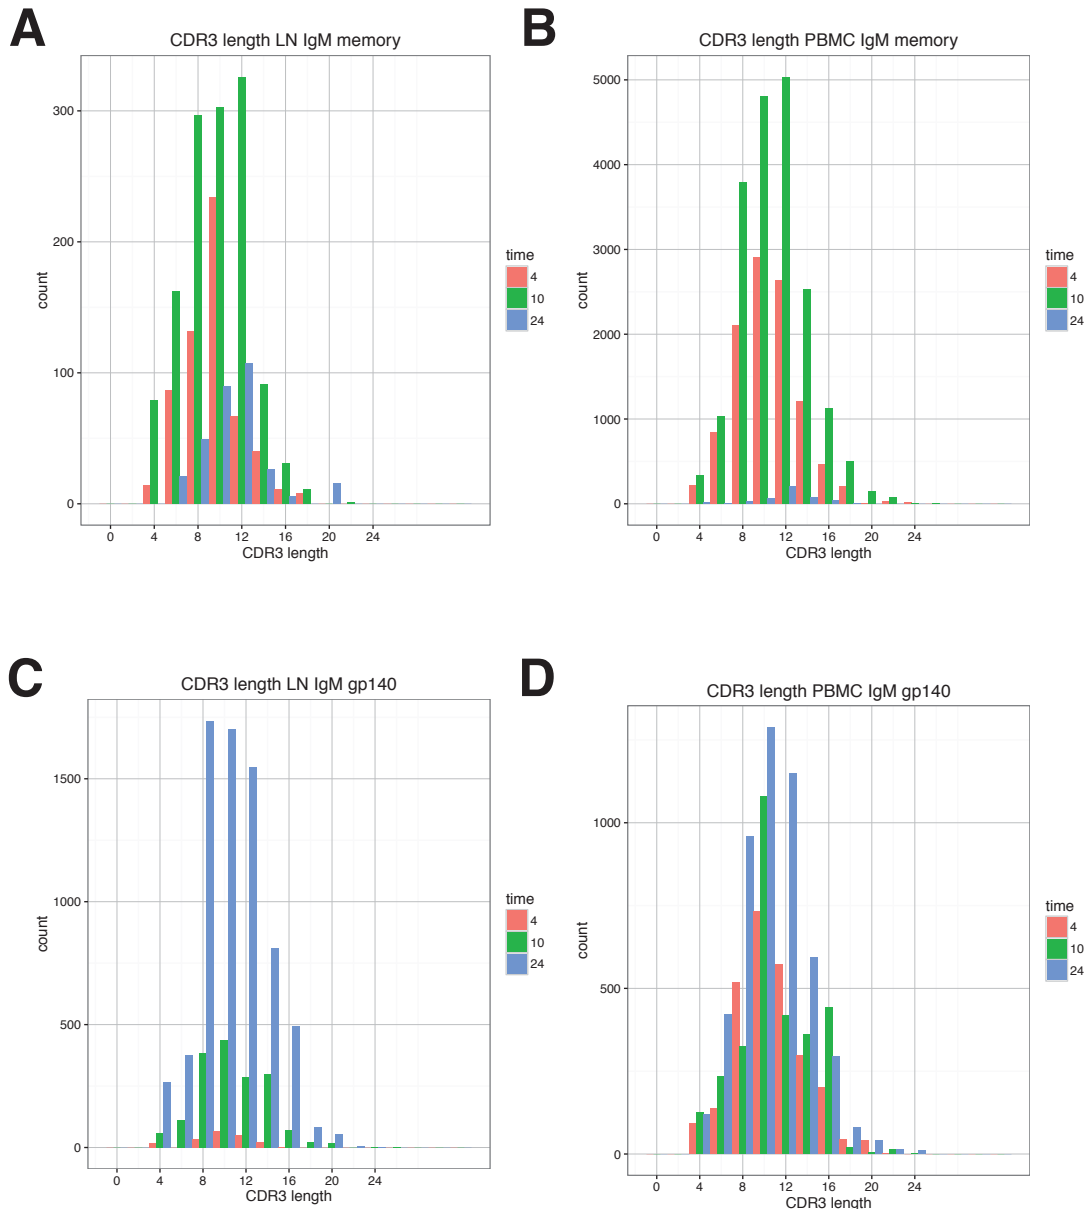 A
CDR3 length LN IgM memory
count
300
200
100
0
0 4 8 12 16 20 24
CDR3 length
time
4
10
24
B
CDR3 length PBMC IgM memory
count
5000
4000
3000
2000
1000
0
0 4 8 12 16 20 24
CDR3 length
time
4
10
24
C
CDR3 length LN IgM gp140
count
1500
1000
500
0
0 4 8 12 16 20 24
CDR3 length
time
4
10
24
D
CDR3 length PBMC IgM gp140
count
1000
500
0
0 4 8 12 16 20 24
CDR3 length
time
4
10
24